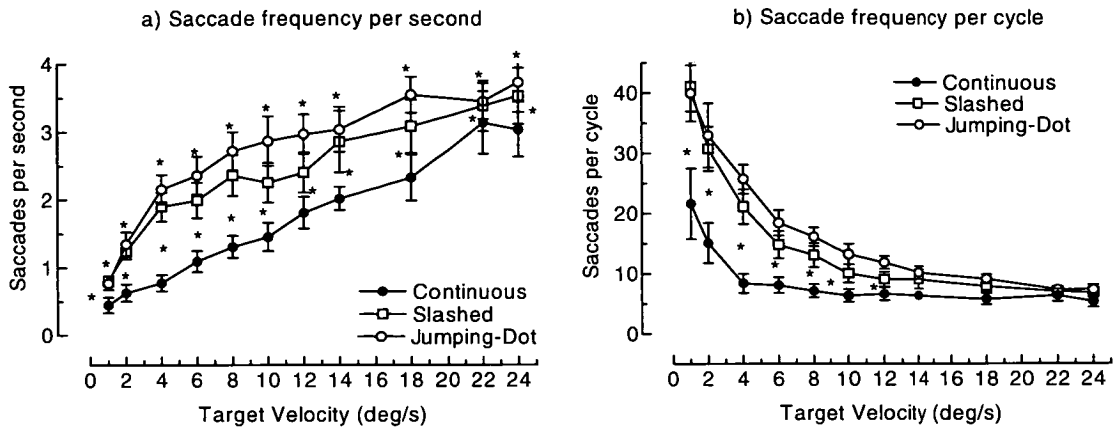 a) Saccade frequency per second
Saccades per second
4
3
2
1
0
Continuous
Slashed
Jumping-Dot
0 2 4 6 8 10 12 14 16 18 20 22 24
Target Velocity (deg/s)
b) Saccade frequency per cycle
Saccades per cycle
40
30
20
10
0
Continuous
Slashed
Jumping-Dot
0 2 4 6 8 10 12 14 16 18 20 22 24
Target Velocity (deg/s)